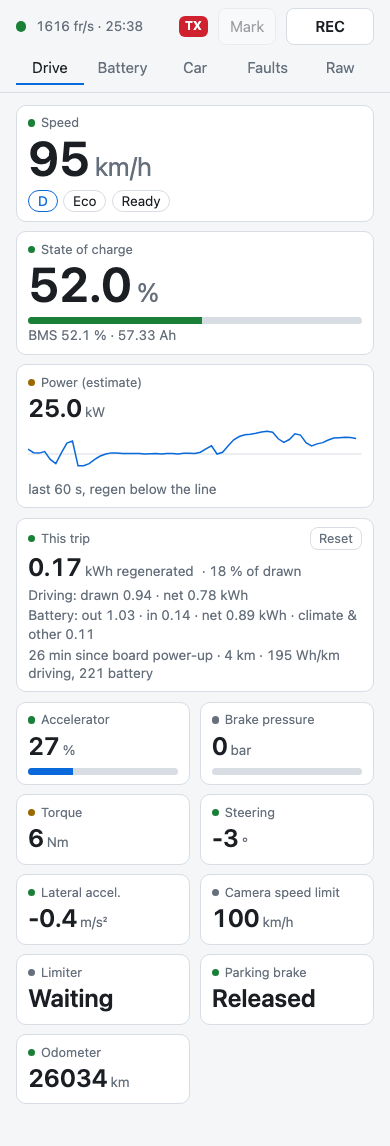 1616 fr/s · 25:38 TX Mark REC
Drive Battery Car Faults Raw
Speed
95 km/h
D Eco Ready
State of charge
52.0 %
BMS 52.1 % · 57.33 Ah
Power (estimate)
25.0 kW
last 60 s, regen below the line
This trip Reset
0.17 kWh regenerated · 18 % of drawn
Driving: drawn 0.94 · net 0.78 kWh
Battery: out 1.03 · in 0.14 · net 0.89 kWh · climate &
other 0.11
26 min since board power-up · 4 km · 195 Wh/km
driving, 221 battery
Accelerator
27 %
Brake pressure
0 bar
Torque
6 Nm
Steering
-3 °
Lateral accel.
-0.4 m/s²
Camera speed limit
100 km/h
Limiter
Waiting
Parking brake
Released
Odometer
26034 km